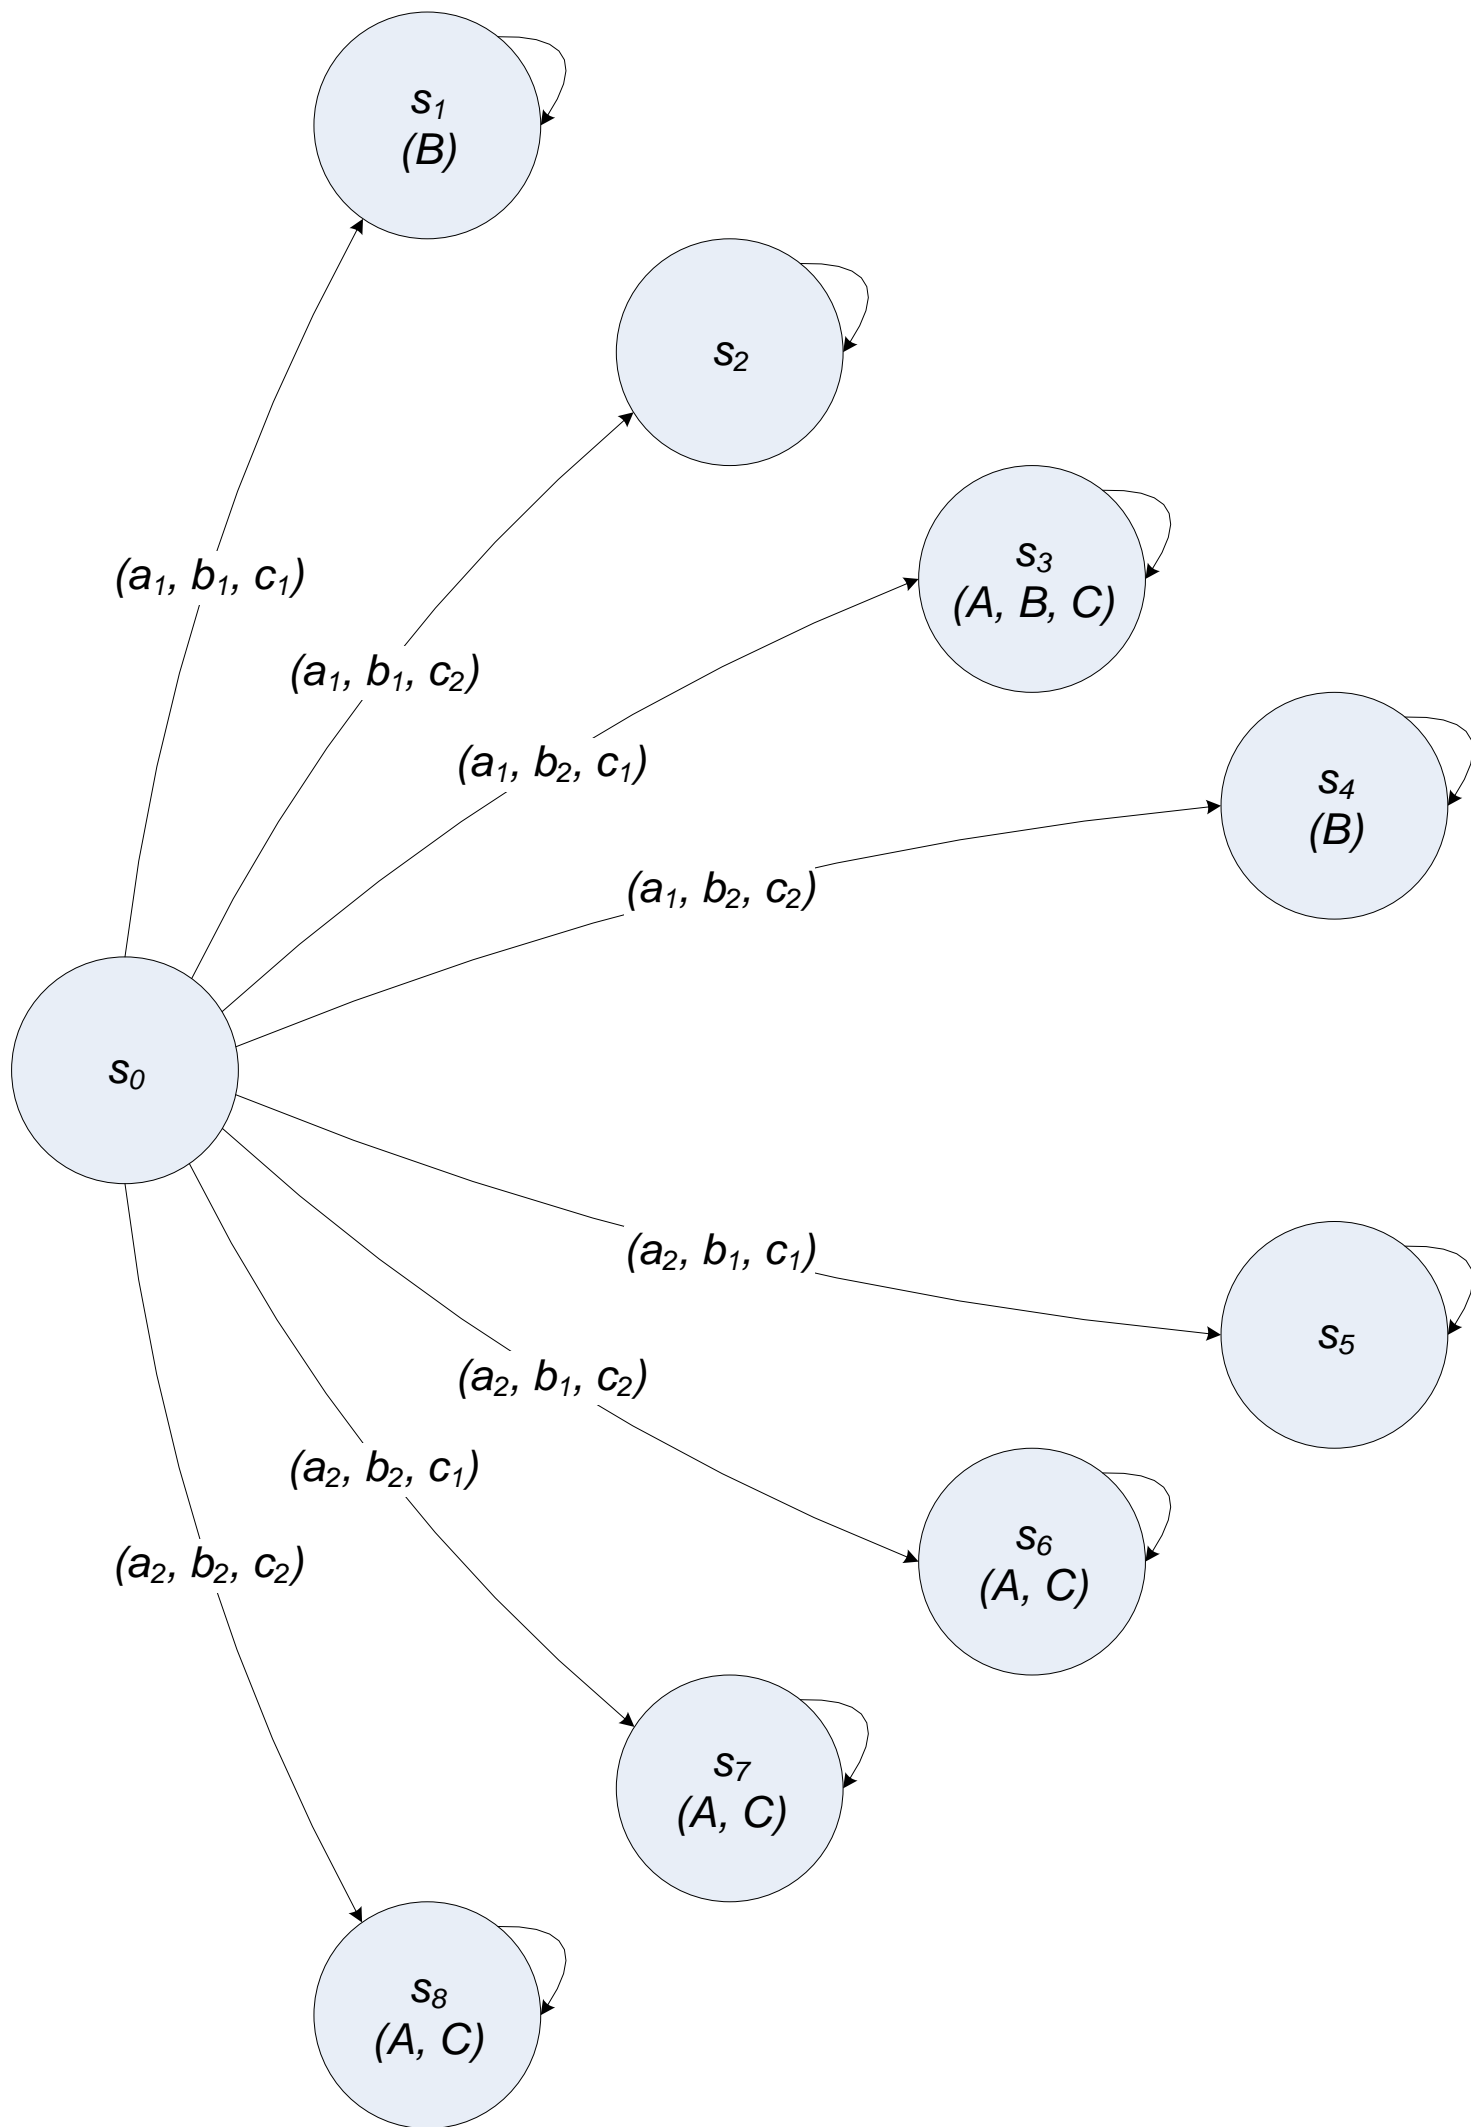 s₁
(B)
s₂
s₃
(A, B, C)
(a₁, b₁, c₁)
(a₁, b₁, c₂)
(a₁, b₂, c₁)
s₄
(B)
(a₁, b₂, c₂)
s₀
(a₂, b₁, c₁)
s₅
(a₂, b₁, c₂)
(a₂, b₂, c₁)
(a₂, b₂, c₂)
s₆
(A, C)
s₇
(A, C)
s₈
(A, C)